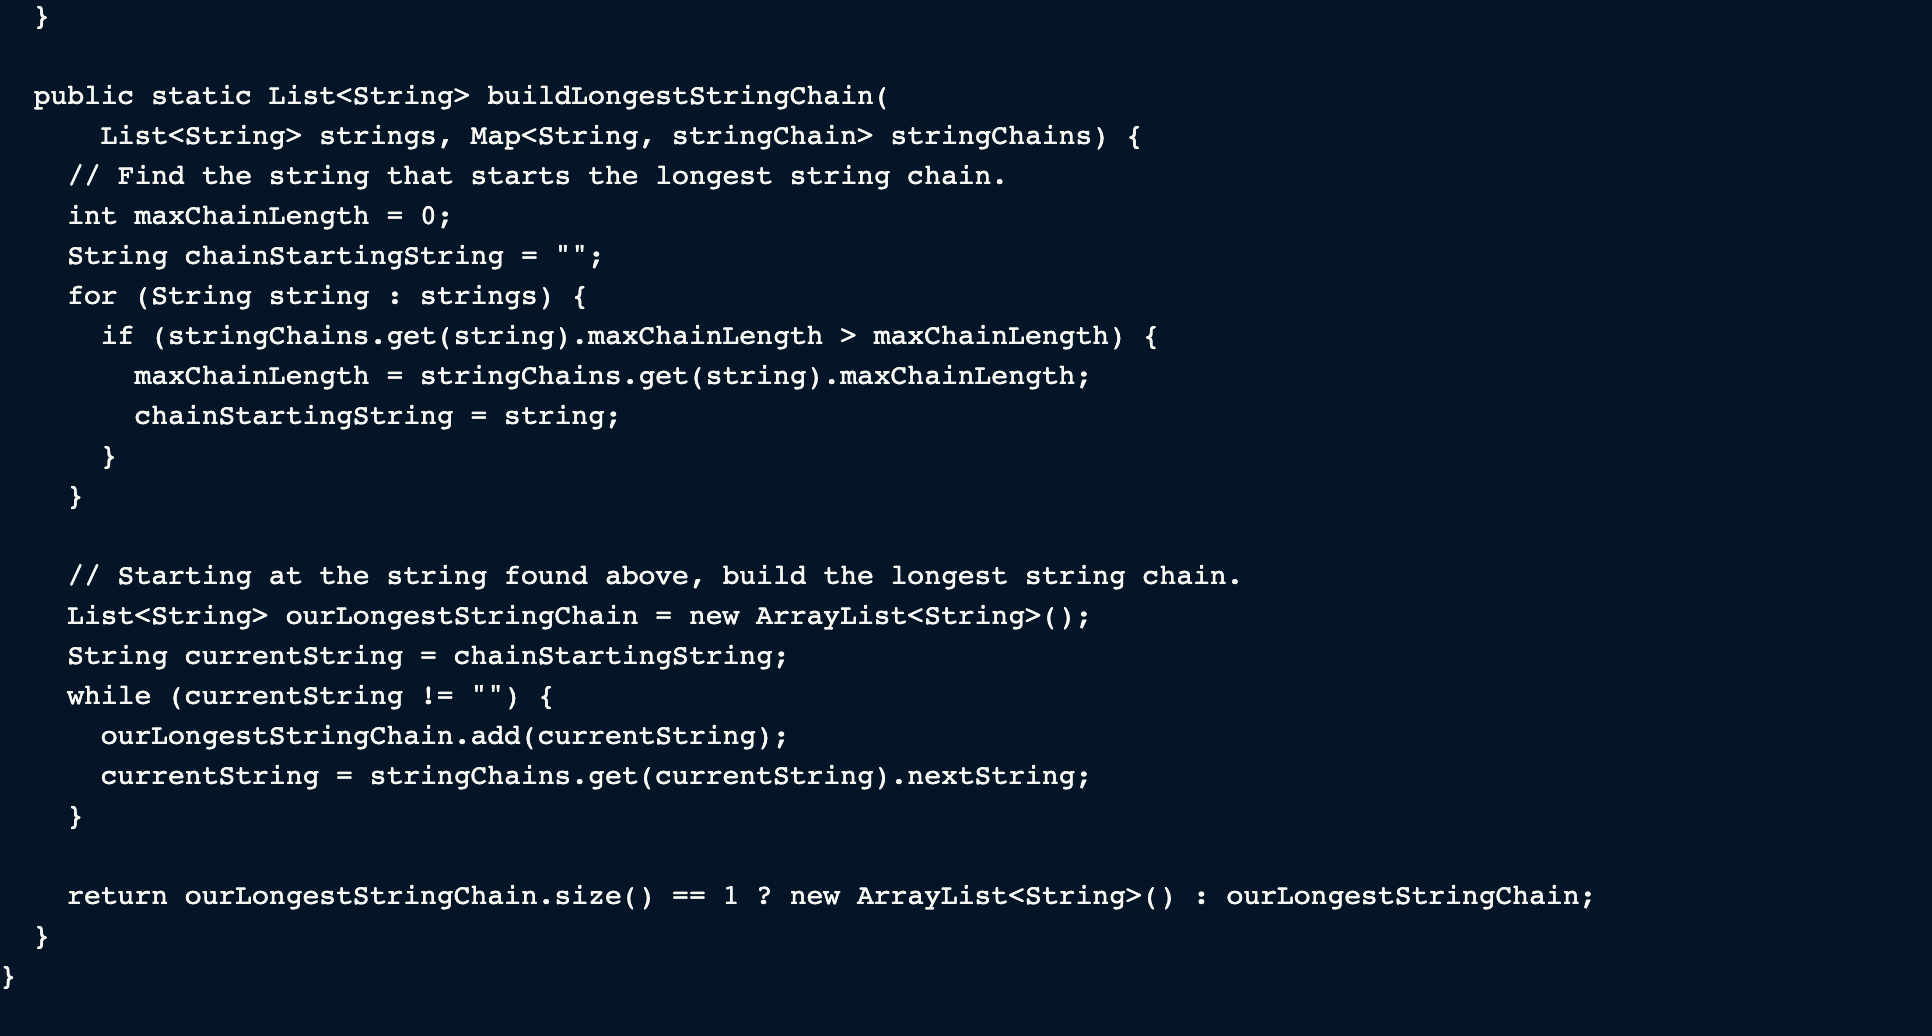 }

  public static List<String> buildLongestStringChain(
      List<String> strings, Map<String, stringChain> stringChains) {
    // Find the string that starts the longest string chain.
    int maxChainLength = 0;
    String chainStartingString = "";
    for (String string : strings) {
      if (stringChains.get(string).maxChainLength > maxChainLength) {
        maxChainLength = stringChains.get(string).maxChainLength;
        chainStartingString = string;
      }
    }

    // Starting at the string found above, build the longest string chain.
    List<String> ourLongestStringChain = new ArrayList<String>();
    String currentString = chainStartingString;
    while (currentString != "") {
      ourLongestStringChain.add(currentString);
      currentString = stringChains.get(currentString).nextString;
    }

    return ourLongestStringChain.size() == 1 ? new ArrayList<String>() : ourLongestStringChain;
  }
}